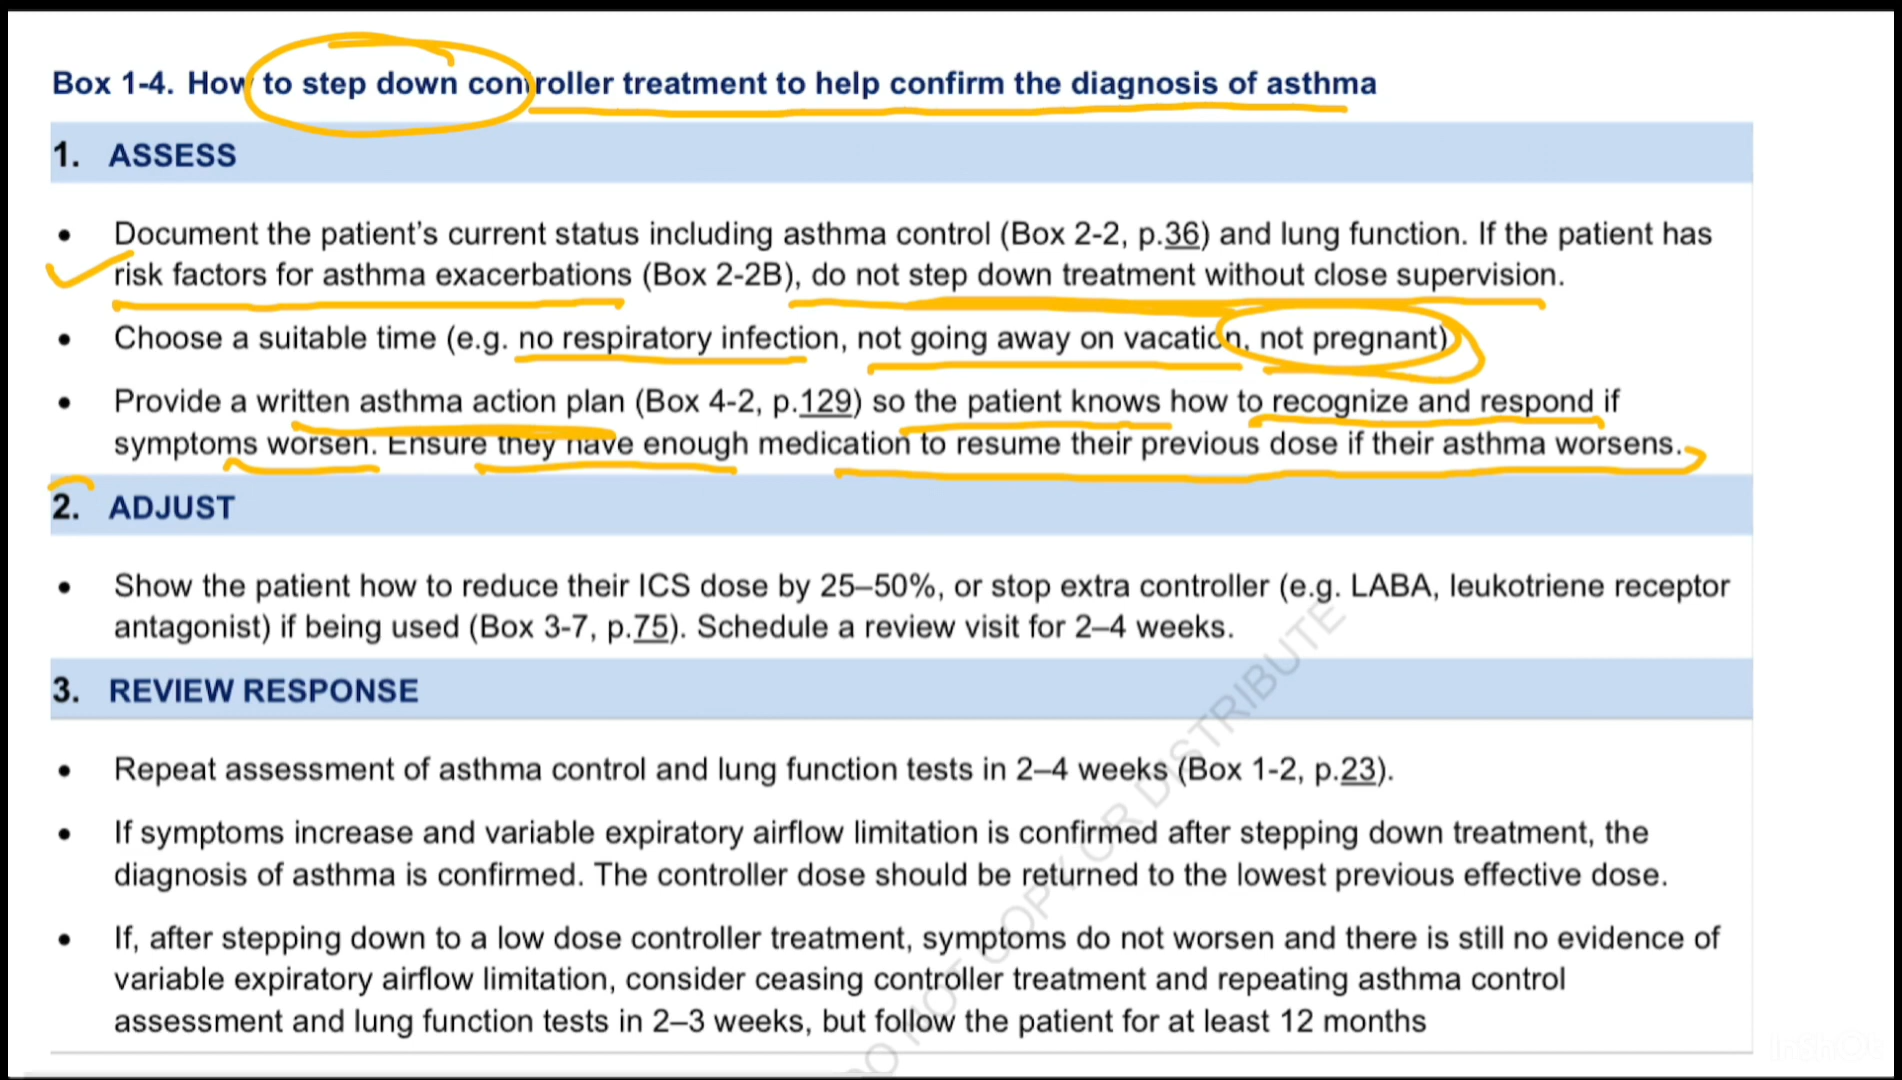 Box 1-4. How to step down controller treatment to help confirm the diagnosis of asthma
1. ASSESS
• Document the patient's current status including asthma control (Box 2-2, p.36) and lung function. If the patient has
risk factors for asthma exacerbations (Box 2-2B), do not step down treatment without close supervision.
• Choose a suitable time (e.g. no respiratory infection, not going away on vacation, not pregnant)
• Provide a written asthma action plan (Box 4-2, p.129) so the patient knows how to recognize and respond if
symptoms worsen. Ensure they have enough medication to resume their previous dose if their asthma worsens.
2. ADJUST
• Show the patient how to reduce their ICS dose by 25–50%, or stop extra controller (e.g. LABA, leukotriene receptor
antagonist) if being used (Box 3-7, p.75). Schedule a review visit for 2–4 weeks.
3. REVIEW RESPONSE
• Repeat assessment of asthma control and lung function tests in 2–4 weeks (Box 1-2, p.23).
• If symptoms increase and variable expiratory airflow limitation is confirmed after stepping down treatment, the
diagnosis of asthma is confirmed. The controller dose should be returned to the lowest previous effective dose.
• If, after stepping down to a low dose controller treatment, symptoms do not worsen and there is still no evidence of
variable expiratory airflow limitation, consider ceasing controller treatment and repeating asthma control
assessment and lung function tests in 2–3 weeks, but follow the patient for at least 12 months
DO NOT COPY OR DISTRIBUTE